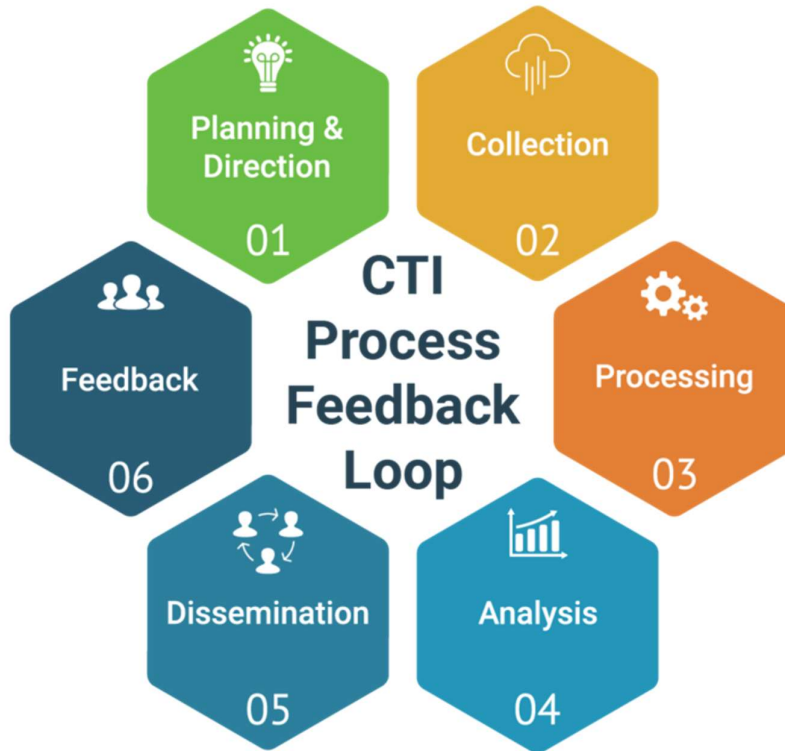 Planning &
Direction
01
Collection
02
CTI
Process
Feedback
Loop
Processing
03
Analysis
04
Dissemination
05
Feedback
06